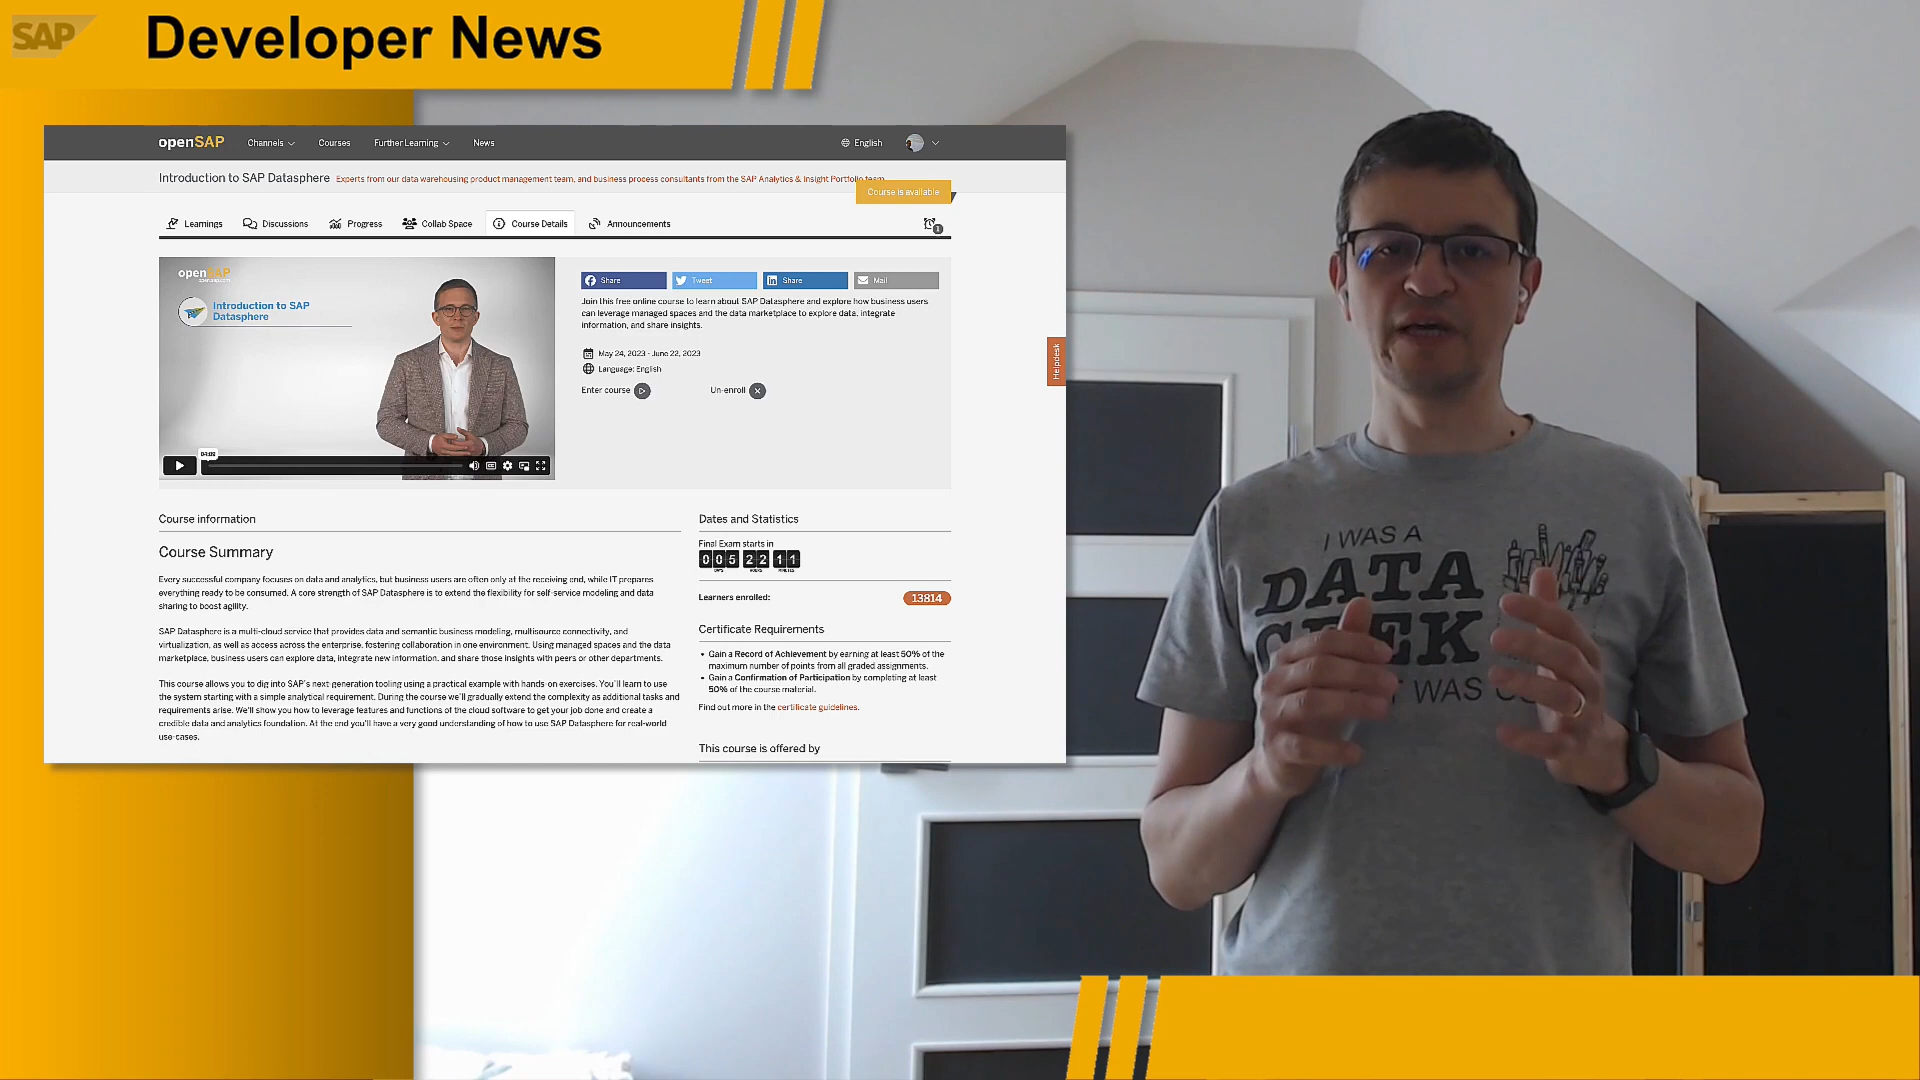 SAP
Developer News
openSAP
Channels
Courses
Further Learning
News
English
Introduction to SAP Datasphere
Experts from our data warehousing product management team, and business process consultants from the SAP Analytics & Insight Portfolio team
Course is available
Learnings
Discussions
Progress
Collab Space
Course Details
Announcements
1
openSAP
open.sap.com
Introduction to SAP
Datasphere
04:09
Share
Tweet
Share
Mail
Join this free online course to learn about SAP Datasphere and explore how business users
can leverage managed spaces and the data marketplace to explore data, integrate
information, and share insights.
May 24, 2023 - June 22, 2023
Language: English
Enter course
Un-enroll
Helpdesk
Course information
Course Summary
Every successful company focuses on data and analytics, but business users are often only at the receiving end, while IT prepares
everything ready to be consumed. A core strength of SAP Datasphere is to extend the flexibility for self-service modeling and data
sharing to boost agility.
SAP Datasphere is a multi-cloud service that provides data and semantic business modeling, multisource connectivity, and
virtualization, as well as access across the enterprise, fostering collaboration in one environment. Using managed spaces and the data
marketplace, business users can explore data, integrate new information, and share those insights with peers or other departments.
This course allows you to dig into SAP's next-generation tooling using a practical example with hands-on exercises. You'll learn to use
the system starting with a simple analytical requirement. During the course we'll gradually extend the complexity as additional tasks and
requirements arise. We'll show you how to leverage features and functions of the cloud software to get your job done and create a
credible data and analytics foundation. At the end you'll have a very good understanding of how to use SAP Datasphere for real-world
use-cases.
Dates and Statistics
Final Exam starts in
005 22 11
DAYS HOURS MINUTES
Learners enrolled:
13814
Certificate Requirements
• Gain a Record of Achievement by earning at least 50% of the
maximum number of points from all graded assignments.
• Gain a Confirmation of Participation by completing at least
50% of the course material.
Find out more in the certificate guidelines.
This course is offered by
I WAS A
DATA
GEEK
WAS